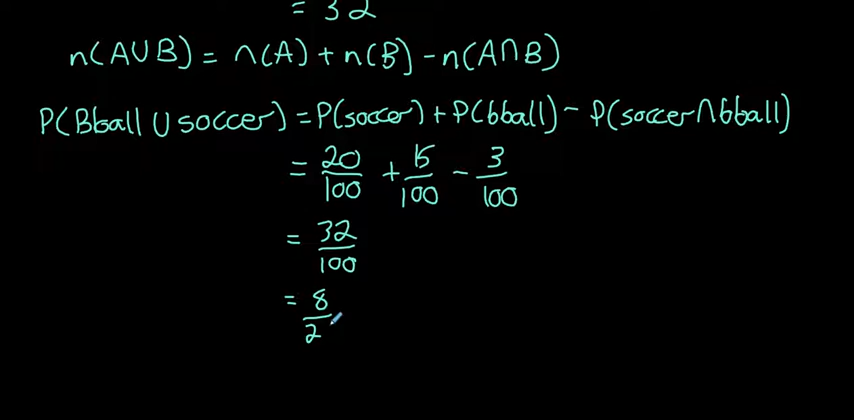 = 32
n(A∪B) = n(A) + n(B) - n(A∩B)
P(Bball ∪ soccer) = P(soccer) + P(bball) - P(soccer ∩ bball)
= 20/100 + 15/100 - 3/100
= 32/100
= 8/2